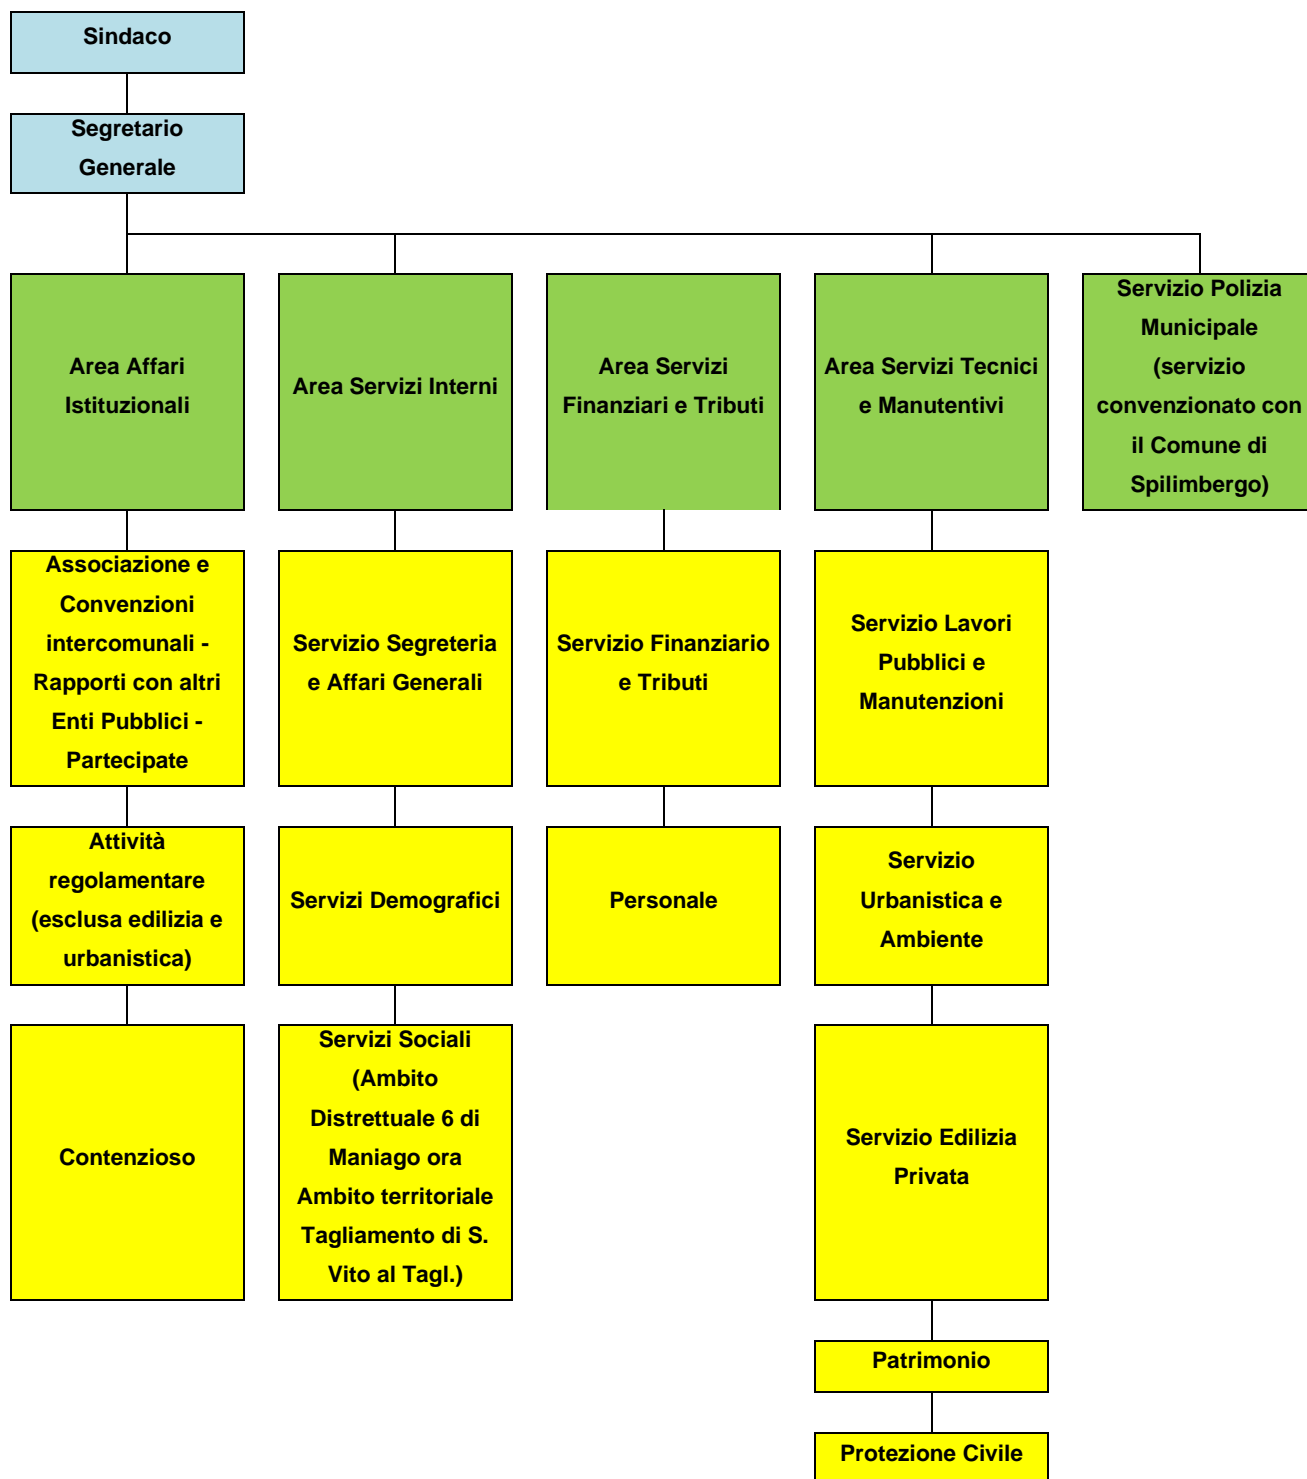 Sindaco
Segretario
Generale
Area Affari
Istituzionali
Area Servizi Interni
Area Servizi
Finanziari e Tributi
Area Servizi Tecnici
e Manutentivi
Servizio Polizia
Municipale
(servizio
convenzionato con
il Comune di
Spilimbergo)
Associazione e
Convenzioni
intercomunali -
Rapporti con altri
Enti Pubblici -
Partecipate
Servizio Segreteria
e Affari Generali
Servizio Finanziario
e Tributi
Servizio Lavori
Pubblici e
Manutenzioni
Attività
regolamentare
(esclusa edilizia e
urbanistica)
Servizi Demografici
Personale
Servizio
Urbanistica e
Ambiente
Contenzioso
Servizi Sociali
(Ambito
Distrettuale 6 di
Maniago ora
Ambito territoriale
Tagliamento di S.
Vito al Tagl.)
Servizio Edilizia
Privata
Patrimonio
Protezione Civile